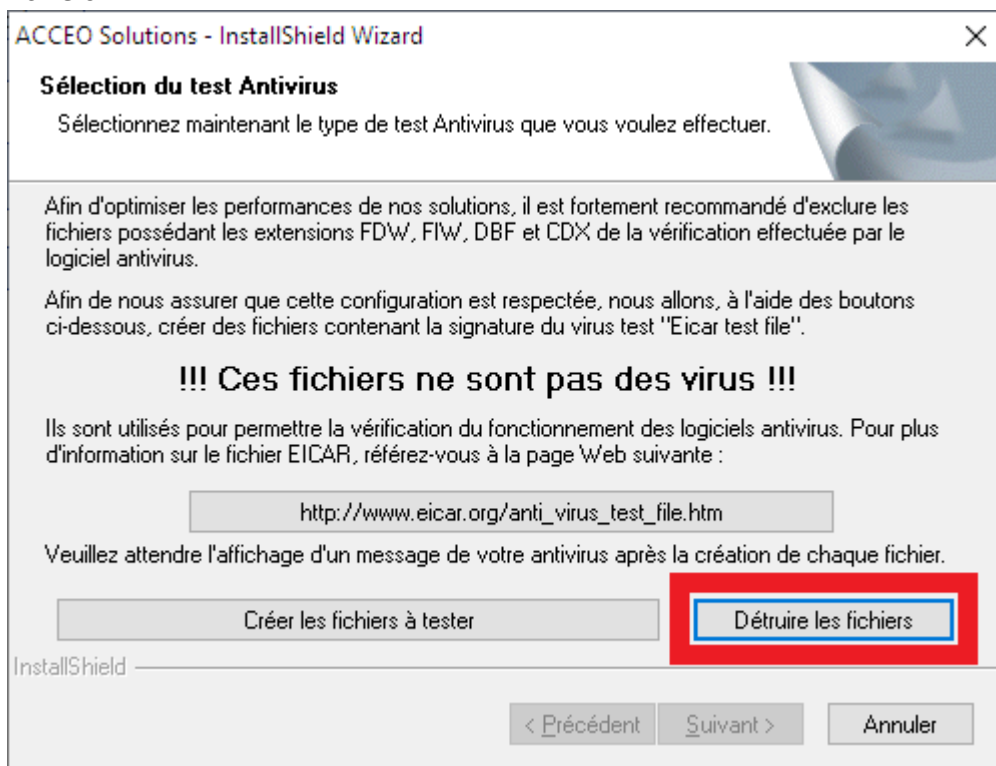 ACCEO Solutions - InstallShield Wizard
Sélection du test Antivirus
Sélectionnez maintenant le type de test Antivirus que vous voulez effectuer.
Afin d'optimiser les performances de nos solutions, il est fortement recommandé d'exclure les
fichiers possédant les extensions FDW, FIW, DBF et CDX de la vérification effectuée par le
logiciel antivirus.
Afin de nous assurer que cette configuration est respectée, nous allons, à l'aide des boutons
ci-dessous, créer des fichiers contenant la signature du virus test "Eicar test file".
!!! Ces fichiers ne sont pas des virus !!!
Ils sont utilisés pour permettre la vérification du fonctionnement des logiciels antivirus. Pour plus
d'information sur le fichier EICAR, référez-vous à la page Web suivante :
http://www.eicar.org/anti_virus_test_file.htm
Veuillez attendre l'affichage d'un message de votre antivirus après la création de chaque fichier.
Créer les fichiers à tester Détruire les fichiers
InstallShield
< Précédent Suivant > Annuler